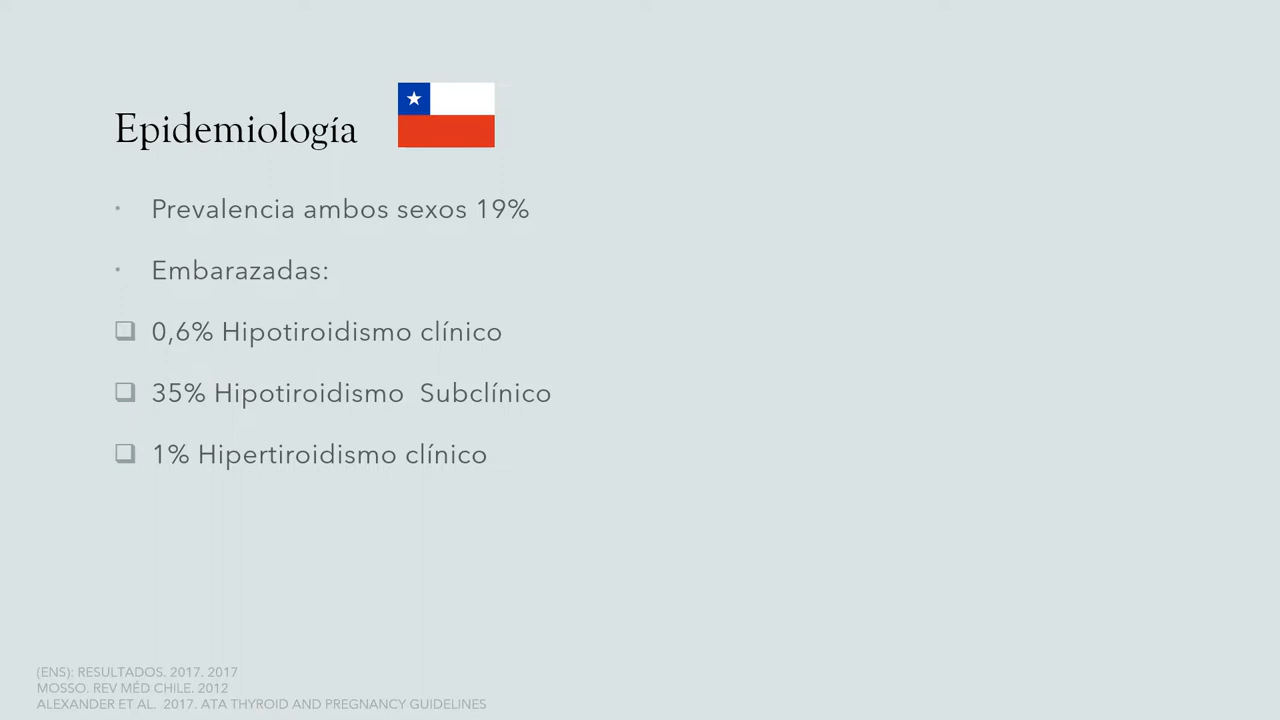 Epidemiología
Prevalencia ambos sexos 19%
Embarazadas:
0,6% Hipotiroidismo clínico
35% Hipotiroidismo Subclínico
1% Hipertiroidismo clínico
(ENS): RESULTADOS. 2017. 2017
MOSSO. REV MÉD CHILE. 2012
ALEXANDER ET AL. 2017. ATA THYROID AND PREGNANCY GUIDELINES